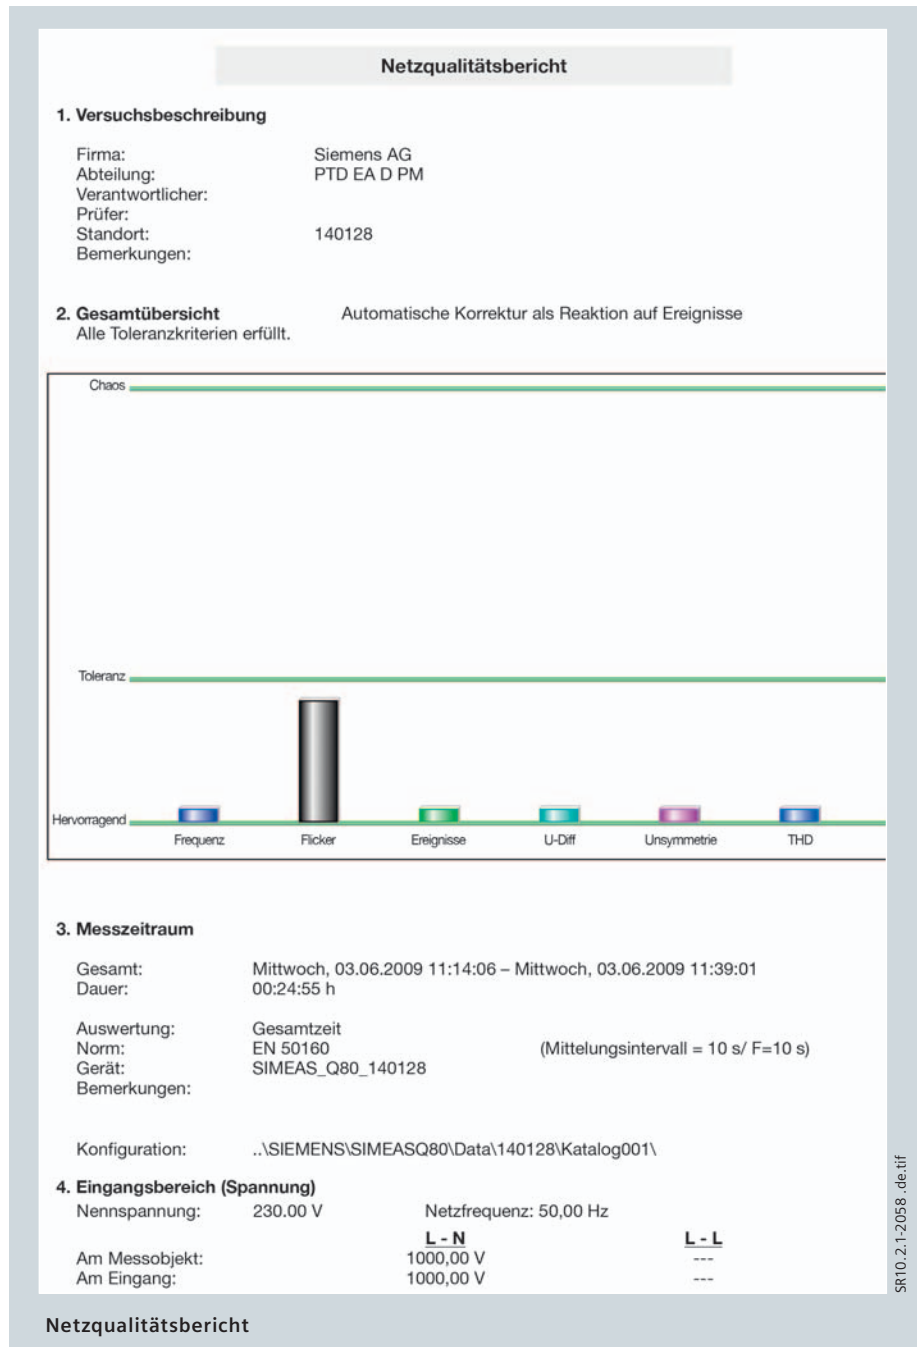 Netzqualitätsbericht
1. Versuchsbeschreibung
Firma: Siemens AG
Abteilung: PTD EA D PM
Verantwortlicher:
Prüfer:
Standort: 140128
Bemerkungen:
2. Gesamtübersicht Automatische Korrektur als Reaktion auf Ereignisse
Alle Toleranzkriterien erfüllt.
Chaos
Toleranz
Hervorragend
Frequenz Flicker Ereignisse U-Diff Unsymmetrie THD
3. Messzeitraum
Gesamt: Mittwoch, 03.06.2009 11:14:06 – Mittwoch, 03.06.2009 11:39:01
Dauer: 00:24:55 h
Auswertung: Gesamtzeit
Norm: EN 50160 (Mittelungsintervall = 10 s/ F=10 s)
Gerät: SIMEAS_Q80_140128
Bemerkungen:
Konfiguration: ..\SIEMENS\SIMEASQ80\Data\140128\Katalog001\
4. Eingangsbereich (Spannung)
Nennspannung: 230.00 V Netzfrequenz: 50,00 Hz
L - N L - L
Am Messobjekt: 1000,00 V ---
Am Eingang: 1000,00 V ---
SR10.2.1-2058 .de.tif
Netzqualitätsbericht